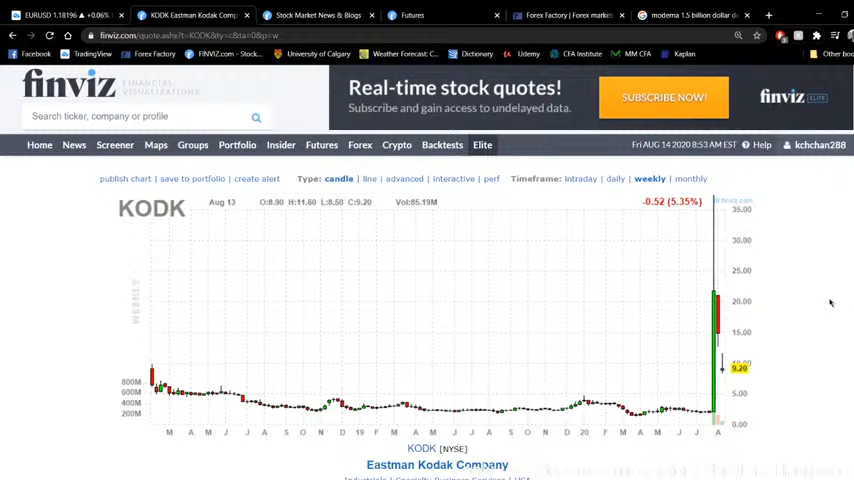 EURUSD 1.18196 ▲ +0.06%
KODK Eastman Kodak Comp
Stock Market News & Blogs
Futures
Forex Factory | Forex market
moderna 1.5 billion dollar d
finviz.com/quote.ashx?t=KODK&ty=c&ta=0&p=w
Facebook TradingView Forex Factory FINVIZ.com - Stock... University of Calgary Weather Forecast: C... Dictionary Udemy CFA Institute MM CFA Kaplan Other boo
finviz FINANCIAL VISUALIZATIONS
Search ticker, company or profile
Real-time stock quotes!
Subscribe and gain access to undelayed data.
SUBSCRIBE NOW!
finviz ELITE
Home News Screener Maps Groups Portfolio Insider Futures Forex Crypto Backtests Elite
Fri AUG 14 2020 8:53 AM EST Help kchchan288
publish chart | save to portfolio | create alert
Type: candle | line | advanced | interactive | perf
Timeframe: intraday | daily | weekly | monthly
KODK Aug 13 O:8.90 H:11.60 L:8.50 C:9.20 Vol:85.19M -0.52 (5.35%)
© finviz.com
WEEKLY
35.00
30.00
25.00
20.00
15.00
10.00
9.20
5.00
0.00
800M
600M
400M
200M
M A M J J A S O N D 19 F M A M J J A S O N D 20 F M A M J J A
KODK [NYSE]
Eastman Kodak Company
Industrials | Specialty Business Services | USA